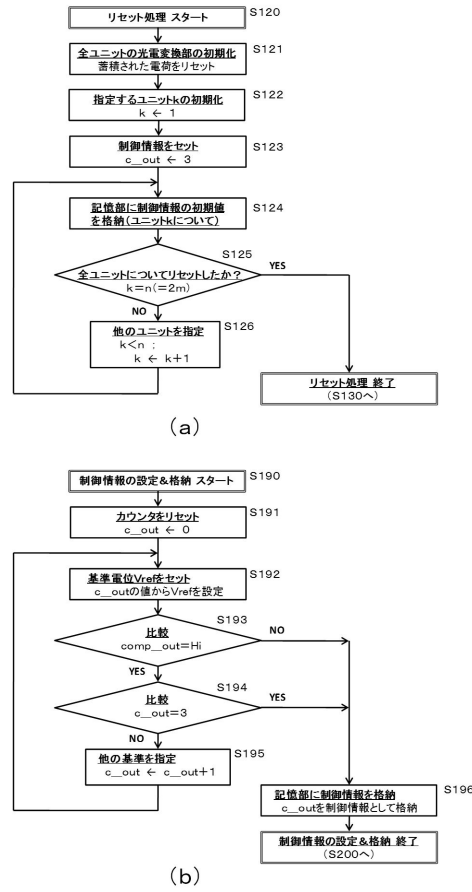 リセット処理 スタート
S120
全ユニットの光電変換部の初期化
蓄積された電荷をリセット
S121
指定するユニットkの初期化
k ← 1
S122
制御情報をセット
c_out ← 3
S123
記憶部に制御情報の初期値
を格納(ユニットkについて)
S124
全ユニットについてリセットしたか?
k=n(=2m)
S125
YES
NO
他のユニットを指定
k<n :
k ← k+1
S126
リセット処理 終了
(S130へ)
(a)
制御情報の設定&格納 スタート
S190
カウンタをリセット
c_out ← 0
S191
基準電位Vrefをセット
c_outの値からVrefを設定
S192
比較
comp_out=Hi
S193
NO
YES
比較
c_out=3
S194
YES
NO
他の基準を指定
c_out ← c_out+1
S195
記憶部に制御情報を格納
c_outを制御情報として格納
S196
制御情報の設定&格納 終了
(S200へ)
(b)